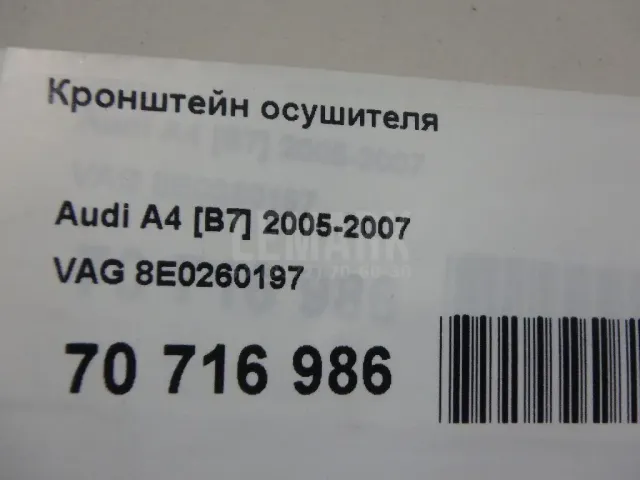 Кронштейн осушителя
Audi A4 [B7] 2005-2007
VAG 8E0260197
70 716 986